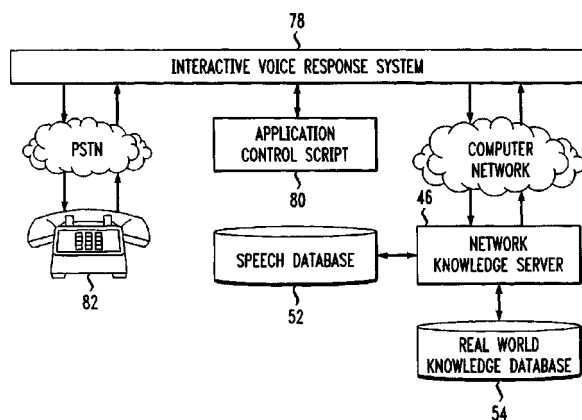 78
INTERACTIVE VOICE RESPONSE SYSTEM
PSTN
APPLICATION
CONTROL SCRIPT
80
COMPUTER
NETWORK
46
82
SPEECH DATABASE
52
NETWORK
KNOWLEDGE SERVER
REAL WORLD
KNOWLEDGE DATABASE
54